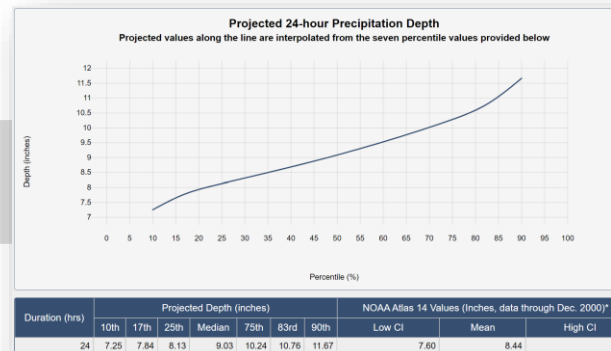 Projected 24-hour Precipitation Depth
Projected values along the line are interpolated from the seven percentile values provided below
12
11.5
11
10.5
10
9.5
9
8.5
8
7.5
7
Depth (inches)
0 5 10 15 20 25 30 35 40 45 50 55 60 65 70 75 80 85 90 95 100
Percentile (%)
Duration (hrs) Projected Depth (inches) NOAA Atlas 14 Values (Inches, data through Dec. 2000)*
10th 17th 25th Median 75th 83rd 90th Low CI Mean High CI
24 7.25 7.84 8.13 9.03 10.24 10.76 11.67 7.60 8.44